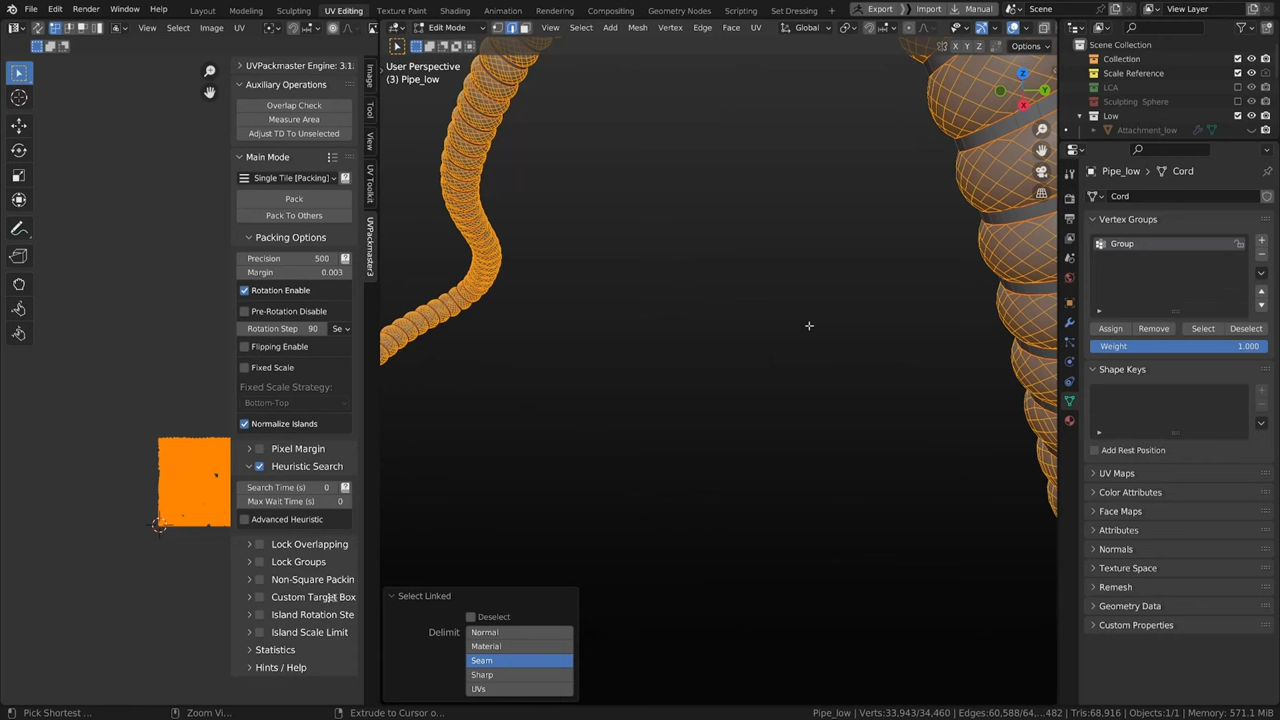 File Edit Render Window Help Layout Modeling Sculpting UV Editing Texture Paint Shading Animation Rendering Compositing Geometry Nodes Scripting Set Dressing Export Import Manual Scene View Layer
View Select Image UV Edit Mode View Select Add Mesh Vertex Edge Face UV Global
X Y Z Options
UVPackmaster Engine: 3.1.
Auxiliary Operations
Overlap Check
Measure Area
Adjust TD To Unselected
Main Mode
Single Tile [Packing]
Pack
Pack To Others
Packing Options
Precision 500
Margin 0.003
Rotation Enable
Pre-Rotation Disable
Rotation Step 90 Se
Flipping Enable
Fixed Scale
Fixed Scale Strategy:
Bottom-Top
Normalize Islands
Pixel Margin
Heuristic Search
Search Time (s) 0
Max Wait Time (s) 0
Advanced Heuristic
Lock Overlapping
Lock Groups
Non-Square Packin
Custom Target Box
Island Rotation Ste
Island Scale Limit
Statistics
Hints / Help
Image
Tool
View
UV Toolkit
UVPackmaster3
User Perspective
(3) Pipe_low
Z
Y
X
Select Linked
Deselect
Delimit Normal
Material
Seam
Sharp
UVs
Scene Collection
Collection
Scale Reference
LCA
Sculpting Sphere
Low
Attachment_low
Pipe_low Cord
Cord
Vertex Groups
Group
Assign Remove Select Deselect
Weight 1.000
Shape Keys
Add Rest Position
UV Maps
Color Attributes
Face Maps
Attributes
Normals
Texture Space
Remesh
Geometry Data
Custom Properties
Pick Shortest ... Zoom Vi... Extrude to Cursor o... Pipe_low | Verts:33,943/34,460 | Edges:60,588/64,...482 | Tris:68,916 | Objects:1/1 | Memory: 571.1 MiB